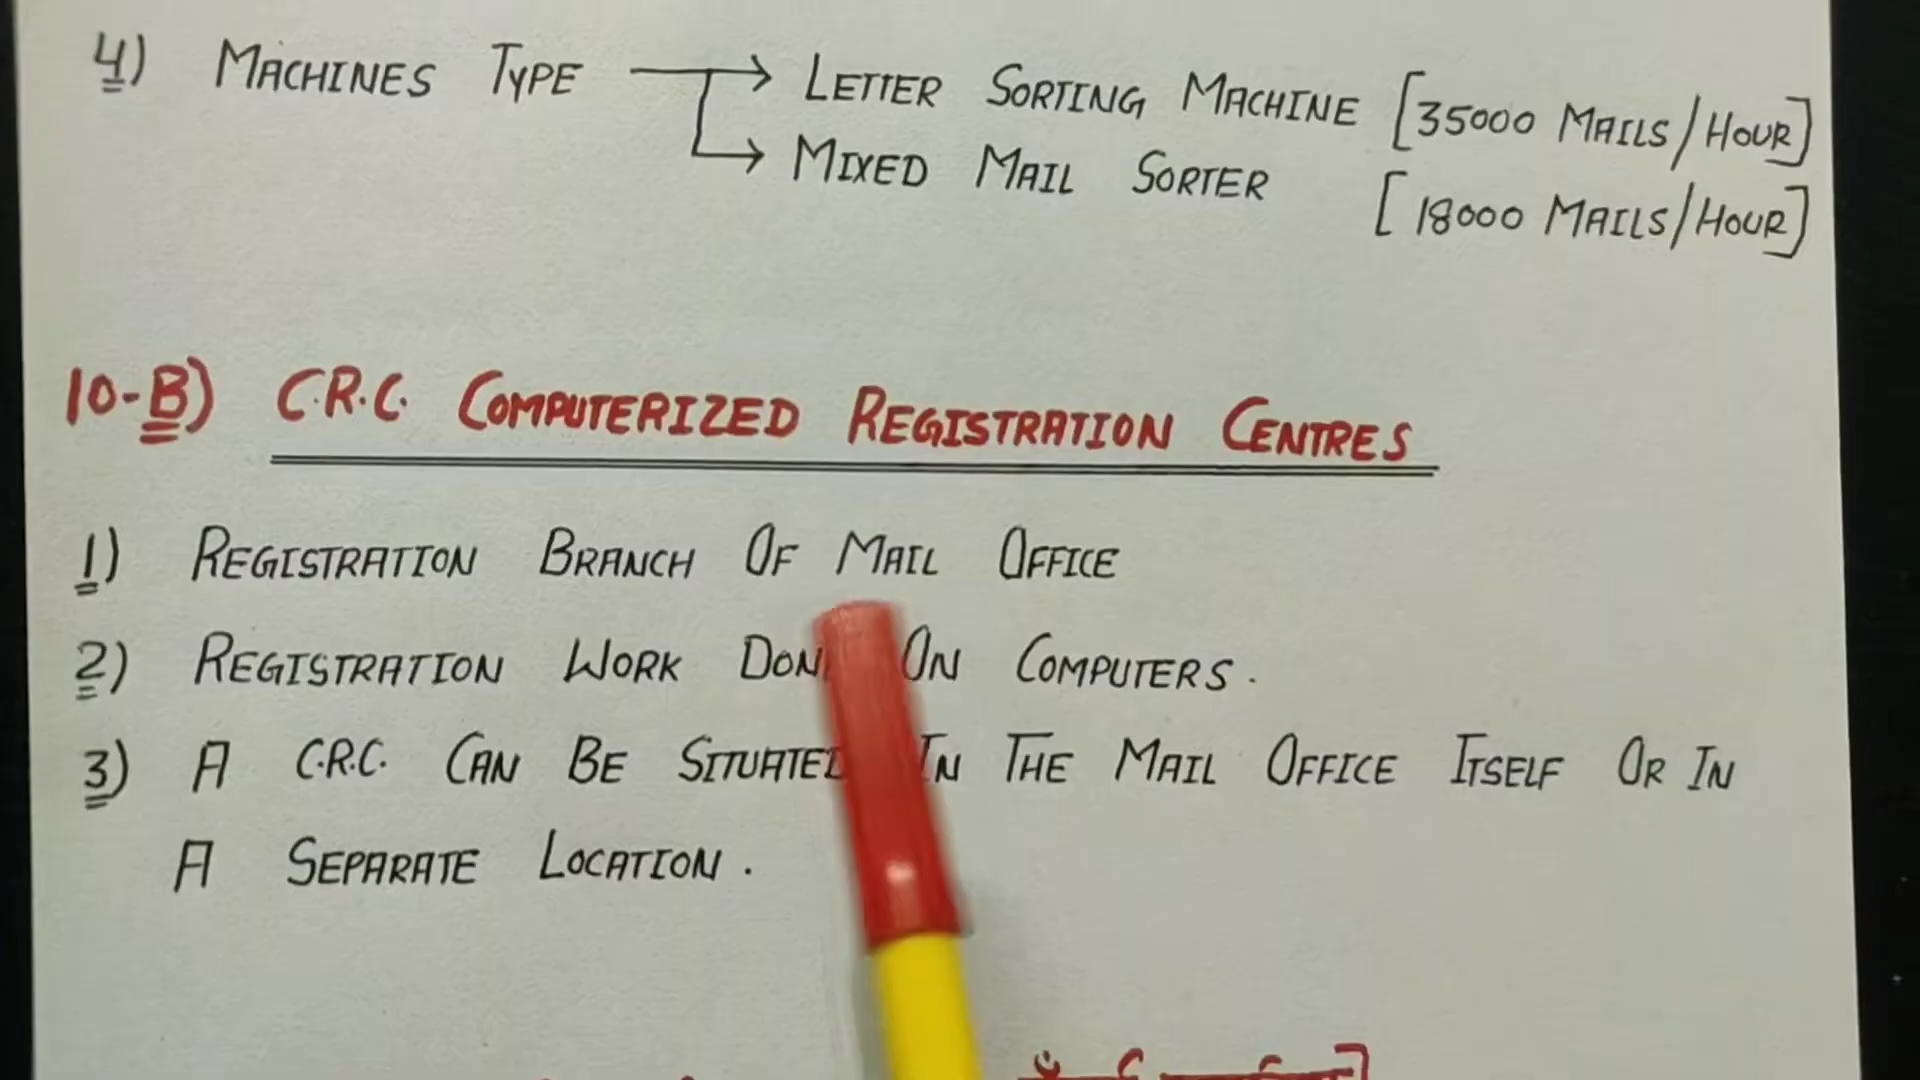 4) MACHINES TYPE → LETTER SORTING MACHINE [35000 MAILS/HOUR]
→ MIXED MAIL SORTER [18000 MAILS/HOUR]
10-B) C.R.C. COMPUTERIZED REGISTRATION CENTRES
1) REGISTRATION BRANCH OF MAIL OFFICE
2) REGISTRATION WORK DON ON COMPUTERS.
3) A C.R.C. CAN BE SITUATED IN THE MAIL OFFICE ITSELF OR IN
A SEPARATE LOCATION.